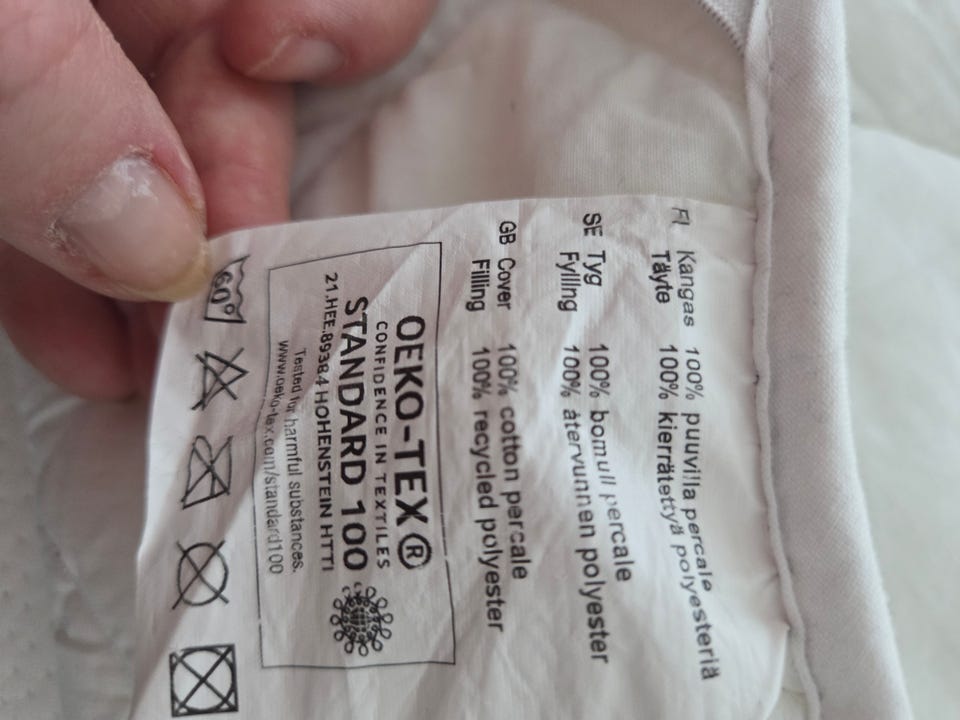 FI Kangas 100% puuvilla percale
Täyte 100% kierrätettyä polyesteriä
SE Tyg 100% bomull percale
Fyllng 100% återvunnen polyester
GB Cover 100% cotton percale
Filling 100% recycled polyester
OEKO-TEX®
CONFIDENCE IN TEXTILES
STANDARD 100
21.HEE.89384 HOHENSTEIN HTTI
Tested for harmful substances.
www.oeko-tex.com/standard100
60°